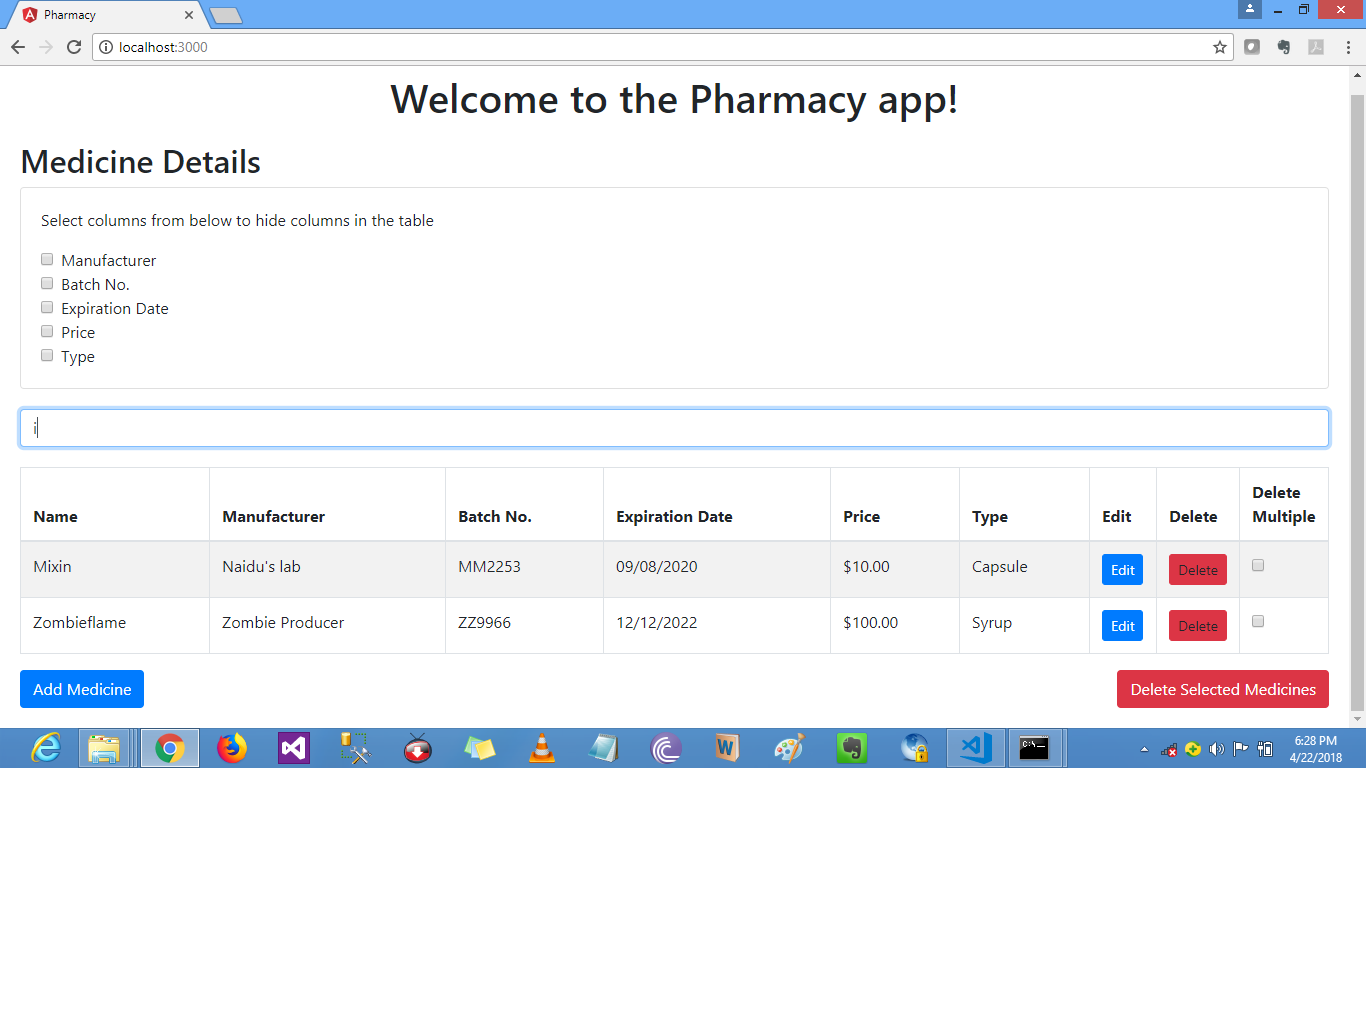 Pharmacy
localhost:3000
Welcome to the Pharmacy app!
Medicine Details
Select columns from below to hide columns in the table
Manufacturer
Batch No.
Expiration Date
Price
Type
i
Name Manufacturer Batch No. Expiration Date Price Type Edit Delete Delete Multiple
Mixin Naidu's lab MM2253 09/08/2020 $10.00 Capsule Edit Delete
Zombieflame Zombie Producer ZZ9966 12/12/2022 $100.00 Syrup Edit Delete
Add Medicine Delete Selected Medicines
6:28 PM
4/22/2018